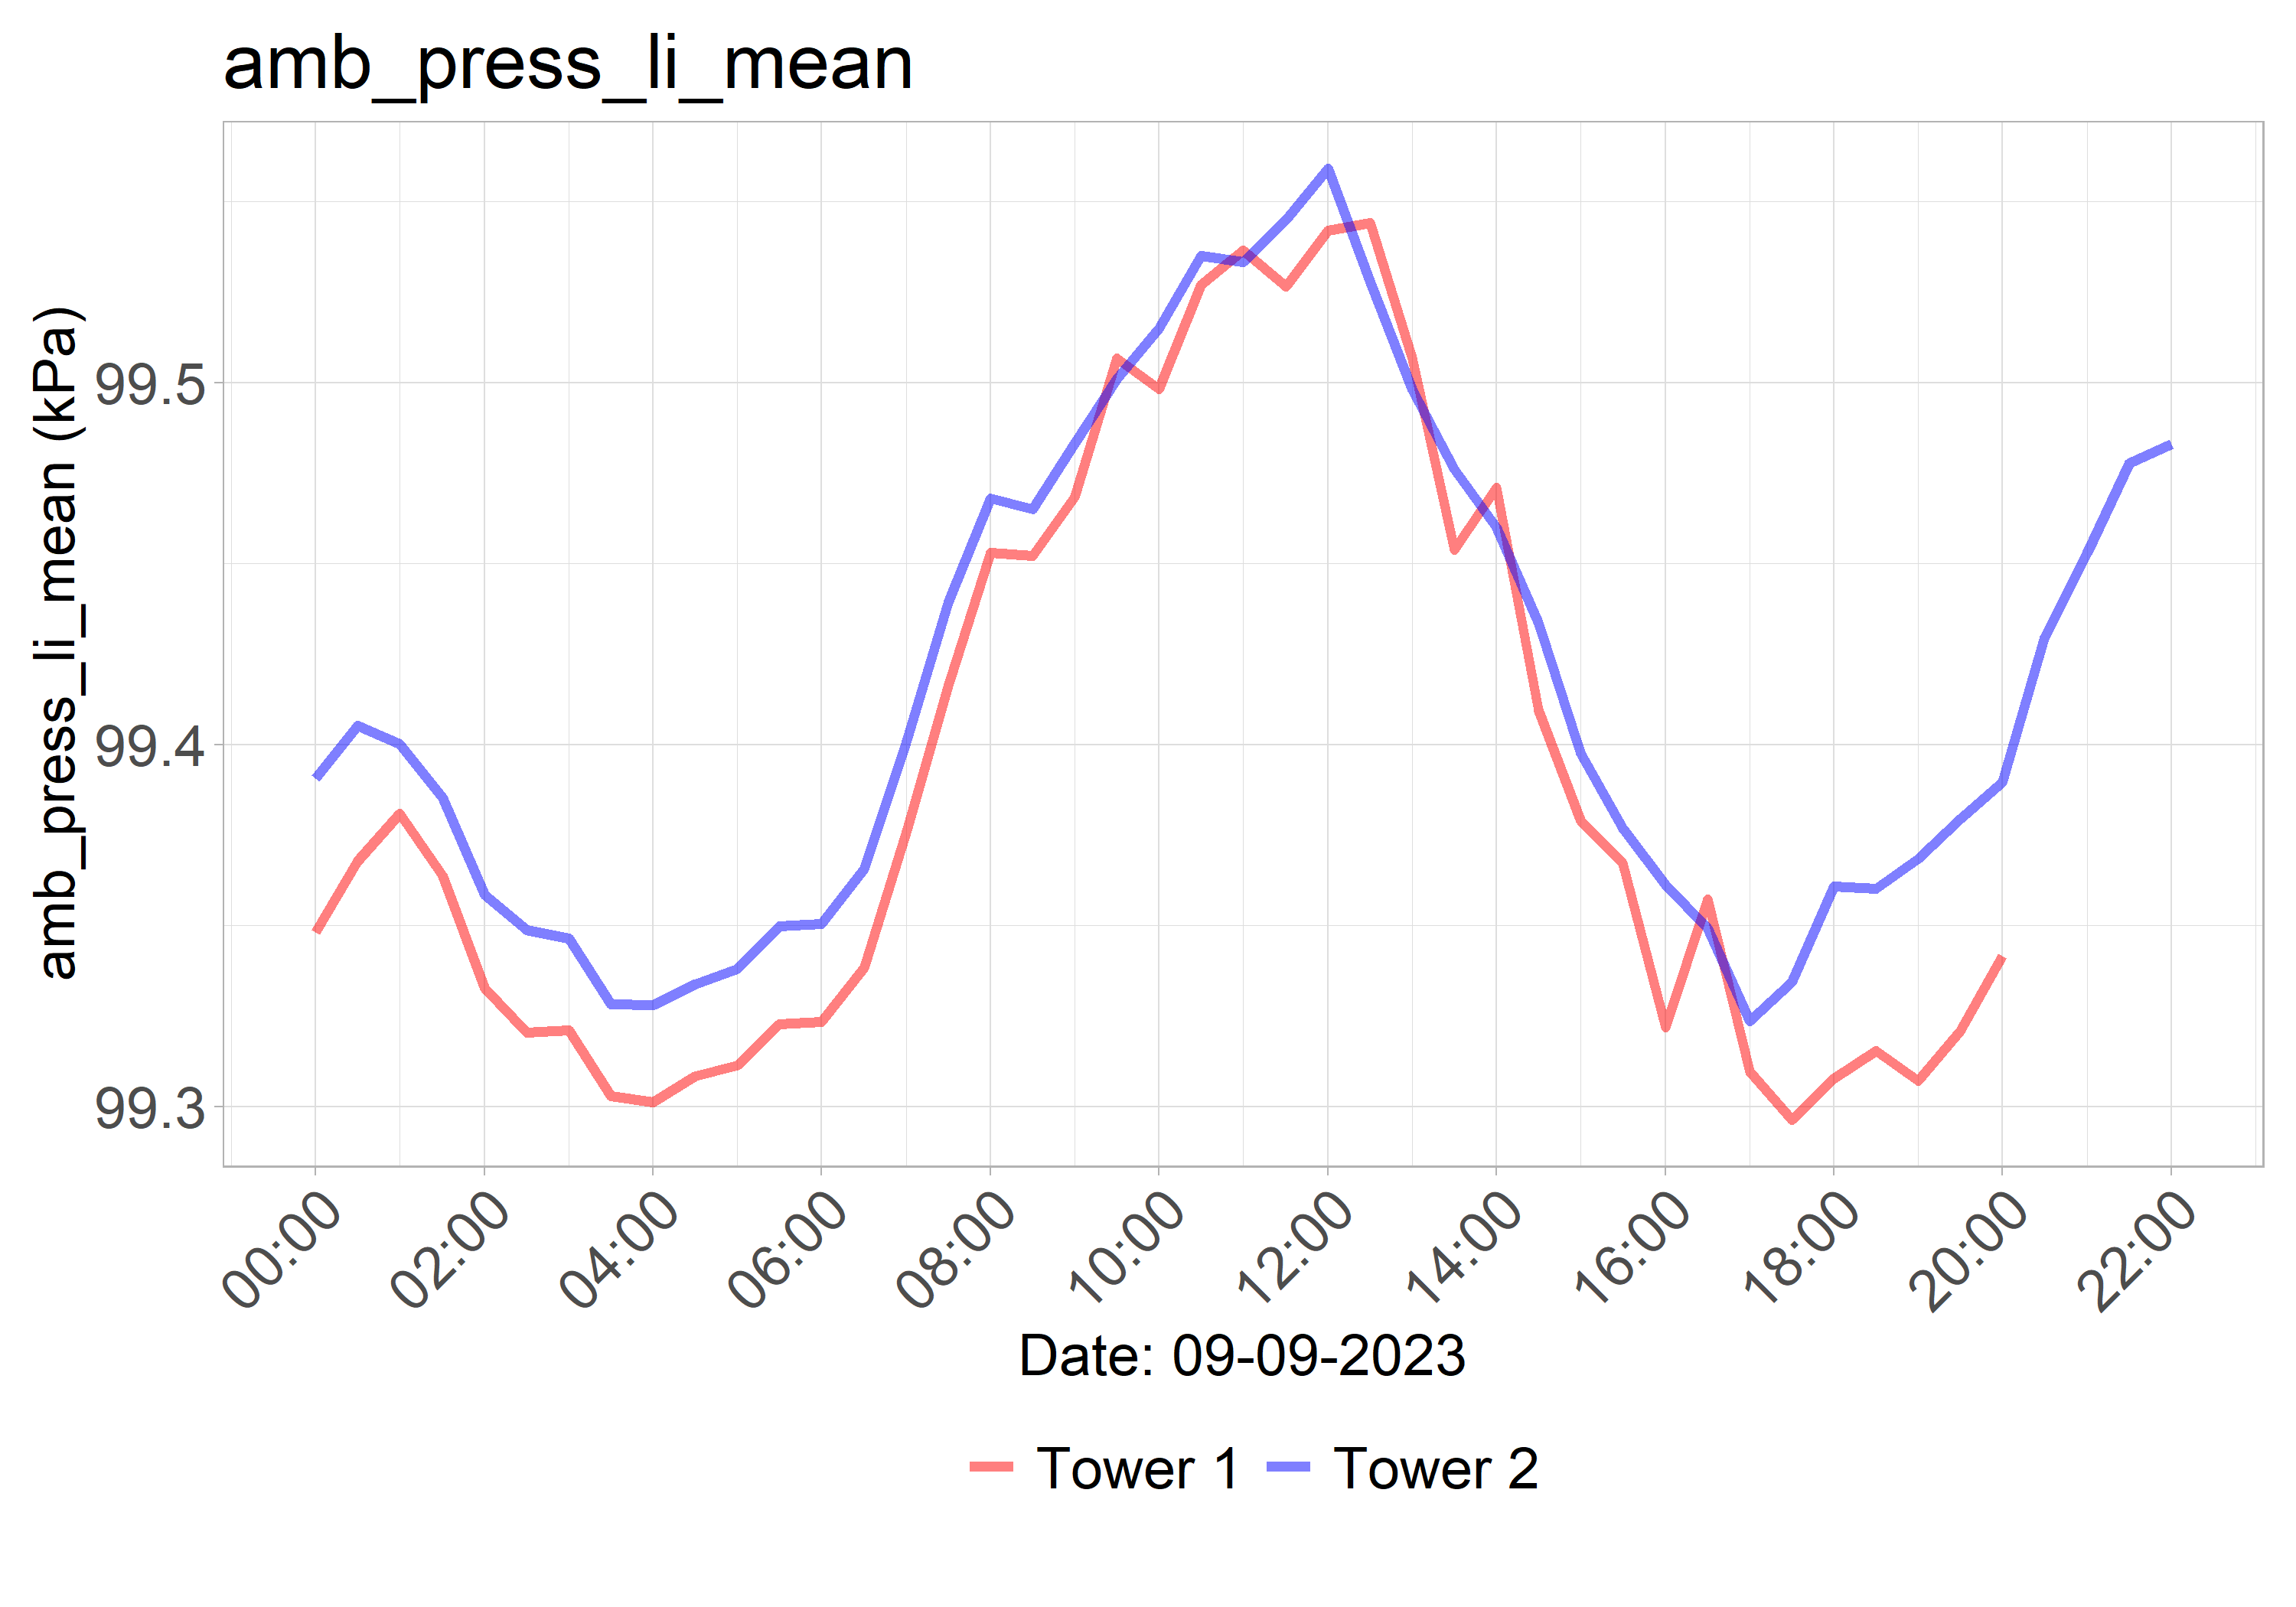 amb_press_li_mean
amb_press_li_mean (kPa)
99.5
99.4
99.3
00:00 02:00 04:00 06:00 08:00 10:00 12:00 14:00 16:00 18:00 20:00 22:00
Date: 09-09-2023
Tower 1 Tower 2